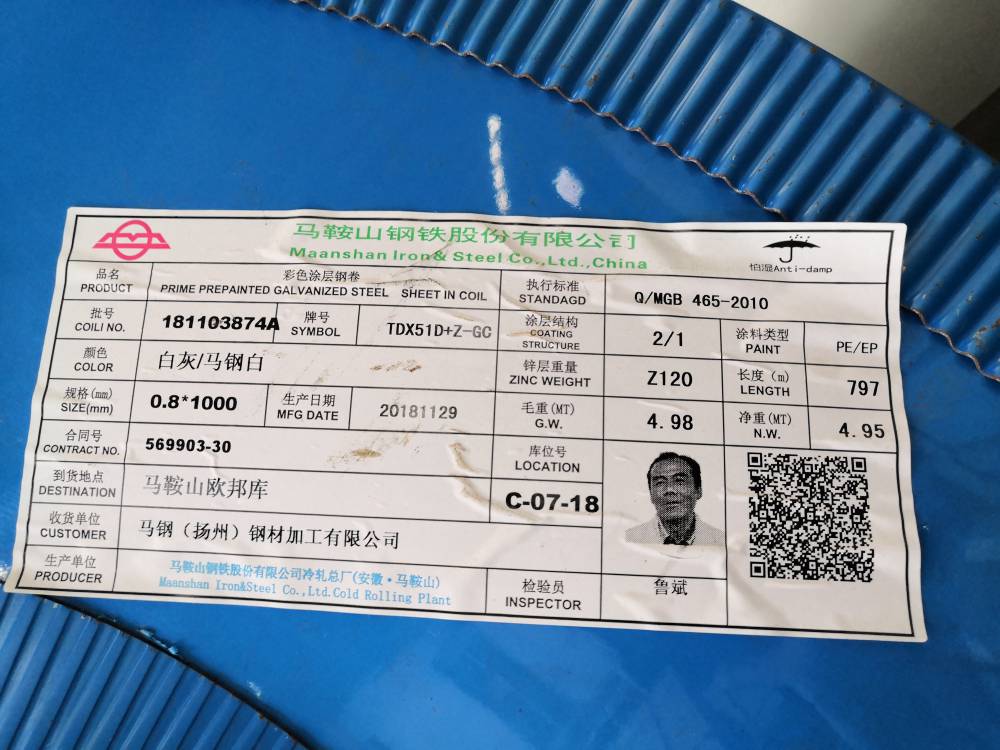 马鞍山钢铁股份有限公司
Maanshan Iron& Steel Co.,Ltd.,China
怕湿Anti-damp
品名 PRODUCT
彩色涂层钢卷
PRIME PREPAINTED GALVANIZED STEEL SHEET IN COIL
执行标准 STANDAGD
Q/MGB 465-2010
批号 COILI NO.
181103874A
牌号 SYMBOL
TDX51D+Z-GC
涂层结构 COATING STRUCTURE
2/1
涂料类型 PAINT
PE/EP
颜色 COLOR
白灰/马钢白
锌层重量 ZINC WEIGHT
Z120
长度(m) LENGTH
797
规格(mm) SIZE(mm)
0.8*1000
生产日期 MFG DATE
20181129
毛重(MT) G.W.
4.98
净重(MT) N.W.
4.95
合同号 CONTRACT NO.
569903-30
库位号 LOCATION
C-07-18
到货地点 DESTINATION
马鞍山欧邦库
收货单位 CUSTOMER
马钢(扬州)钢材加工有限公司
生产单位 PRODUCER
马鞍山钢铁股份有限公司冷轧总厂(安徽·马鞍山)
Maanshan Iron&Steel Co.,Ltd.Cold Rolling Plant
检验员 INSPECTOR
鲁斌